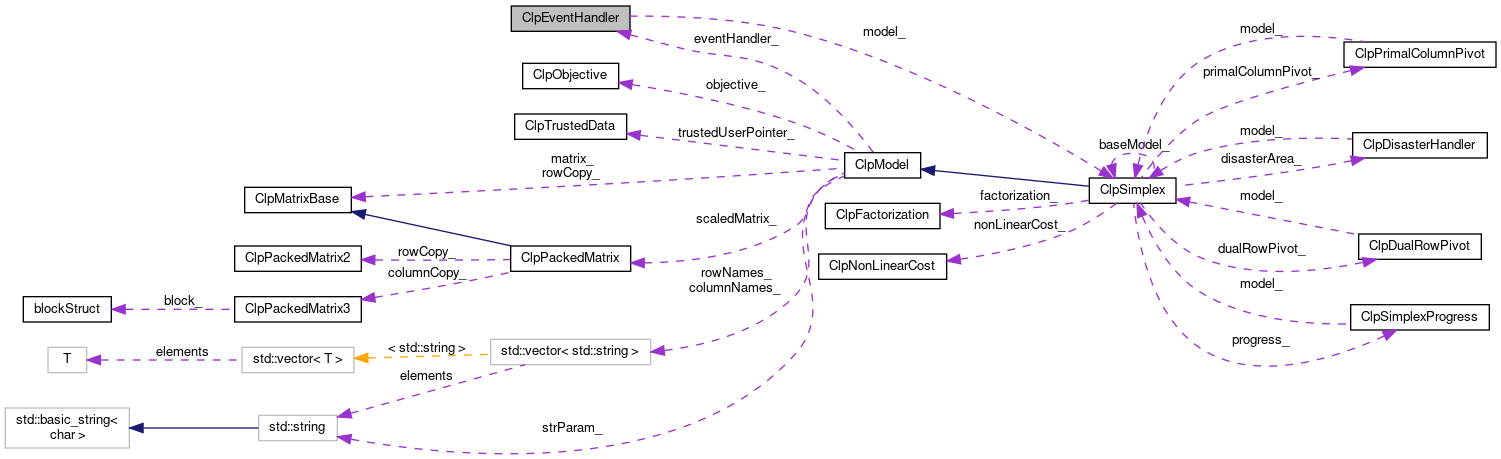 ClpEventHandler
model_
eventHandler_
model_
ClpPrimalColumnPivot
ClpObjective
objective_
primalColumnPivot_
ClpTrustedData
trustedUserPointer_
model_
ClpDisasterHandler
baseModel_
disasterArea_
matrix_
rowCopy_
ClpModel
ClpMatrixBase
ClpSimplex
factorization_
model_
ClpFactorization
scaledMatrix_
nonLinearCost_
ClpPackedMatrix2
rowCopy_
ClpPackedMatrix
dualRowPivot_
ClpDualRowPivot
ClpNonLinearCost
columnCopy_
rowNames_
columnNames_
model_
blockStruct
block_
ClpPackedMatrix3
ClpSimplexProgress
T
elements
std::vector< T >
< std::string >
std::vector< std::string >
progress_
elements
std::basic_string<
char >
std::string
strParam_